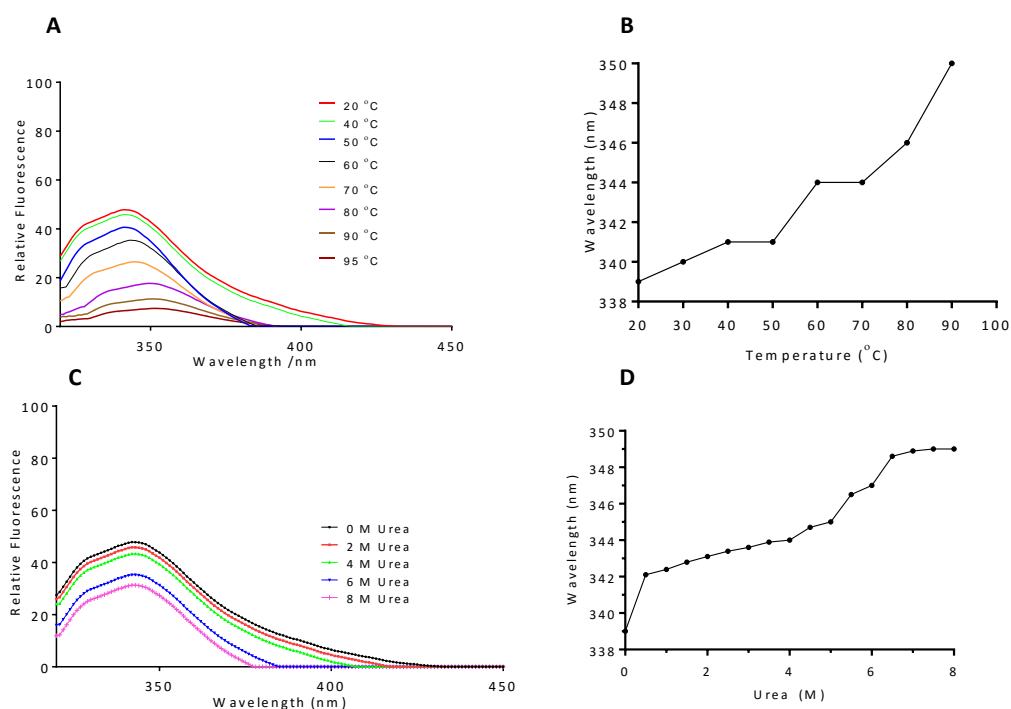 A
100
80
60
40
20
0
Relative Fluorescence
350
400
450
Wavelength /nm
20 °C
40 °C
50 °C
60 °C
70 °C
80 °C
90 °C
95 °C
B
350
346
344
341
340
338
Wavelength (nm)
20 30 40 50 60 70 80 90 100
Temperature (°C)
C
100
80
60
40
20
0
Relative Fluorescence
350
400
450
Wavelength (nm)
0 M Urea
2 M Urea
4 M Urea
6 M Urea
8 M Urea
D
350
348
346
344
342
340
338
Wavelength (nm)
0 2 4 6 8
Urea (M)